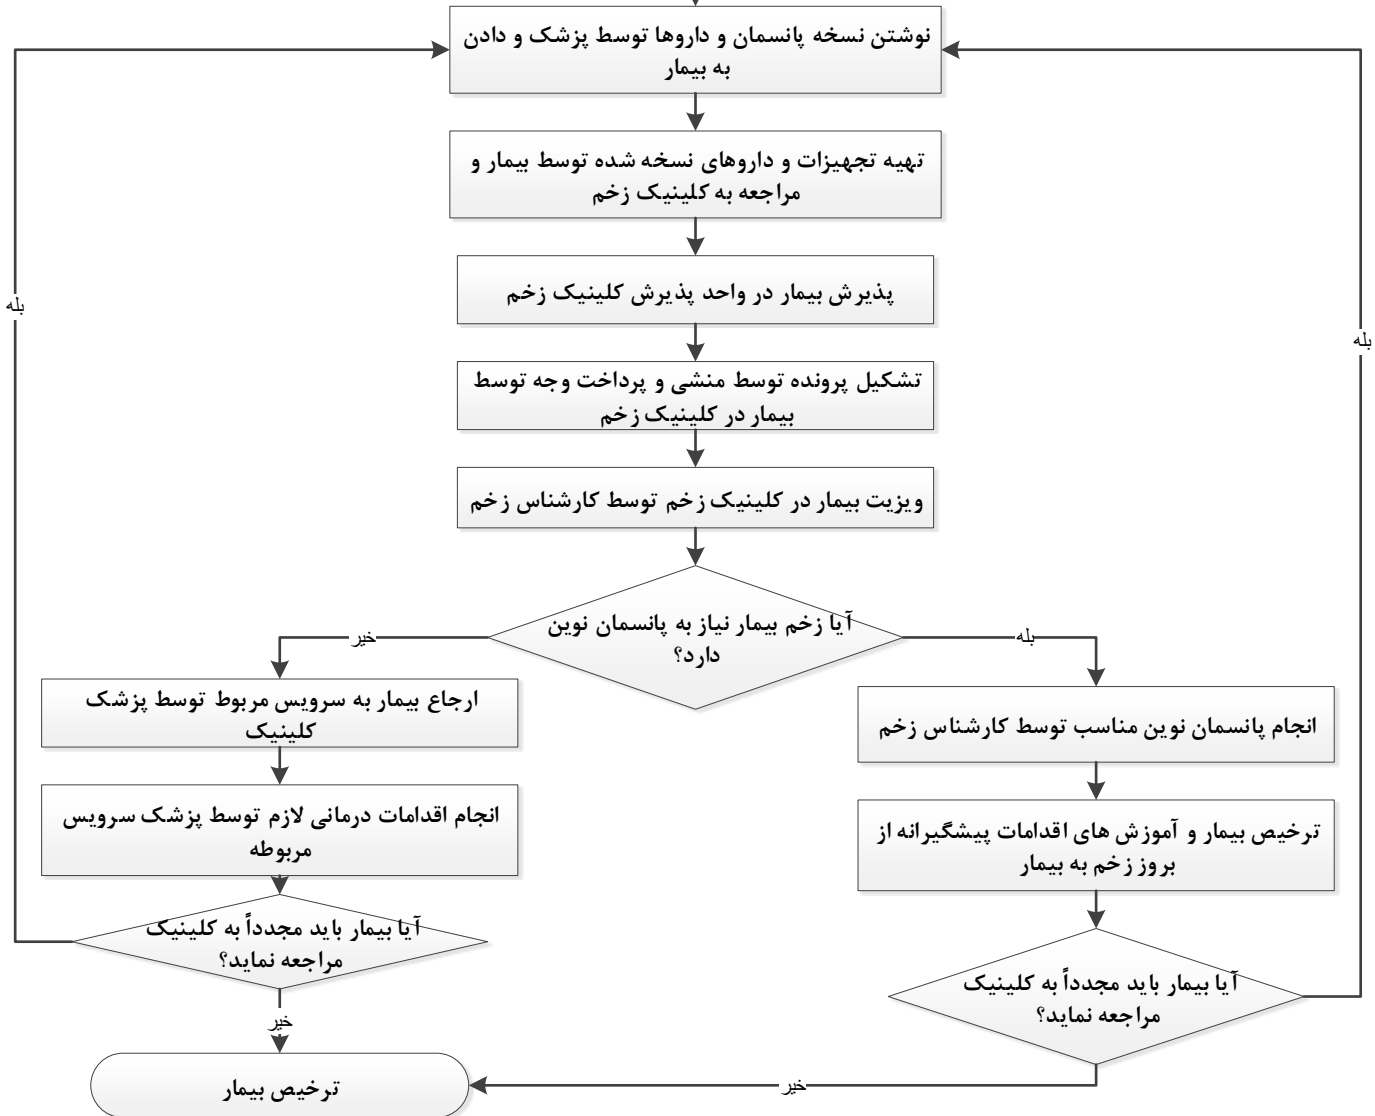 نوشتن نسخه پانسمان و داروها توسط پزشک و دادن
به بیمار
تهیه تجهیزات و داروهای نسخه شده توسط بیمار و
مراجعه به کلینیک زخم
پذیرش بیمار در واحد پذیرش کلینیک زخم
بله
بله
تشکیل پرونده توسط منشی و پرداخت وجه توسط
بیمار در کلینیک زخم
ویزیت بیمار در کلینیک زخم توسط کارشناس زخم
آیا زخم بیمار نیاز به پانسمان نوین
دارد؟
بله
خیر
انجام پانسمان نوین مناسب توسط کارشناس زخم
ارجاع بیمار به سرویس مربوط توسط پزشک
کلینیک
ترخیص بیمار و آموزش های اقدامات پیشگیرانه از
بروز زخم به بیمار
انجام اقدامات درمانی لازم توسط پزشک سرویس
مربوطه
آیا بیمار باید مجدداً به کلینیک
مراجعه نماید؟
آیا بیمار باید مجدداً به کلینیک
مراجعه نماید؟
خیر
خیر
ترخیص بیمار